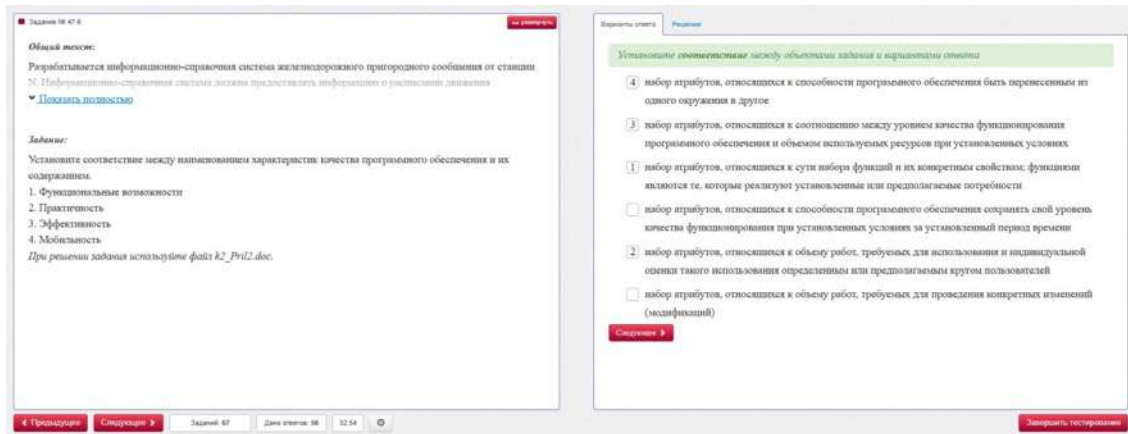 Задание № 47.6
развернуть
Общий текст:
Разрабатывается информационно-справочная система железнодорожного пригородного сообщения от станции
N. Информационно-справочная система должна предоставлять информацию о расписании движения
Показать полностью
Задание:
Установите соответствие между наименованием характеристик качества программного обеспечения и их
содержанием.
1. Функциональные возможности
2. Практичность
3. Эффективность
4. Мобильность
При решении задания используйте файл k2_Pril2.doc.
Предыдущее
Следующее
Заданий: 67
Дано ответов: 58
32:54
Варианты ответа
Решение
Установите соответствие между объектами задания и вариантами ответа
4 набор атрибутов, относящихся к способности программного обеспечения быть перенесенным из
одного окружения в другое
3 набор атрибутов, относящихся к соотношению между уровнем качества функционирования
программного обеспечения и объемом используемых ресурсов при установленных условиях
1 набор атрибутов, относящихся к сути набора функций и их конкретным свойствам; функциями
являются те, которые реализуют установленные или предполагаемые потребности
набор атрибутов, относящихся к способности программного обеспечения сохранять свой уровень
качества функционирования при установленных условиях за установленный период времени
2 набор атрибутов, относящихся к объему работ, требуемых для использования и индивидуальной
оценки такого использования определенным или предполагаемым кругом пользователей
набор атрибутов, относящихся к объему работ, требуемых для проведения конкретных изменений
(модификаций)
Следующее
Завершить тестирование